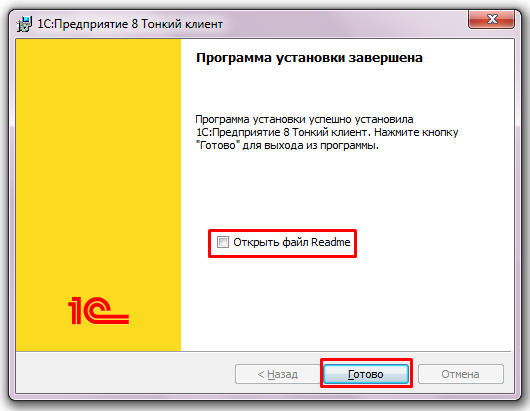 1С:Предприятие 8 Тонкий клиент
Программа установки завершена
Программа установки успешно установила
1С:Предприятие 8 Тонкий клиент. Нажмите кнопку
"Готово" для выхода из программы.
Открыть файл Readme
1С
< Назад
Готово
Отмена